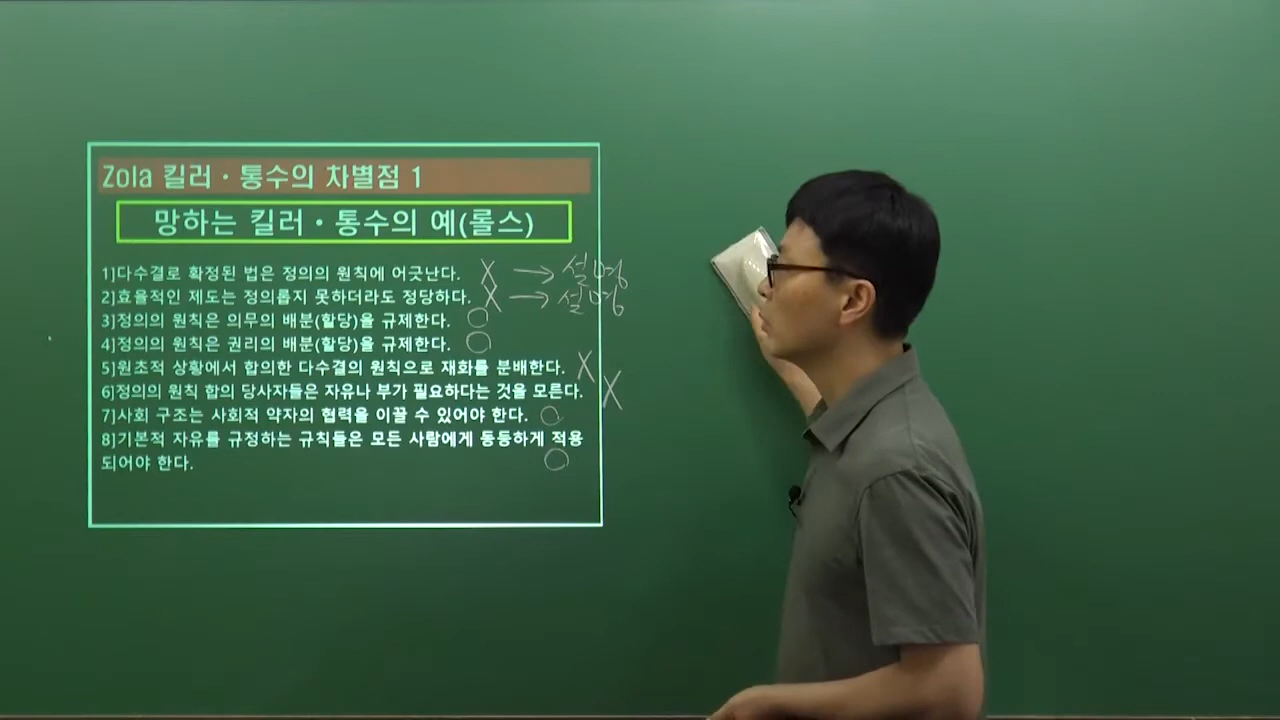 Zola 킬러·통수의 차별점 1
망하는 킬러·통수의 예(롤스)
1]다수결로 확정된 법은 정의의 원칙에 어긋난다. X → 설명
2]효율적인 제도는 정의롭지 못하더라도 정당하다. X → 설명
3]정의의 원칙은 의무의 배분(할당)을 규제한다. ○
4]정의의 원칙은 권리의 배분(할당)을 규제한다. ○
5]원초적 상황에서 합의한 다수결의 원칙으로 재화를 분배한다. X
6]정의의 원칙 합의 당사자들은 자유나 부가 필요하다는 것을 모른다. X
7]사회 구조는 사회적 약자의 협력을 이끌 수 있어야 한다. ○
8]기본적 자유를 규정하는 규칙들은 모든 사람에게 동등하게 적용
되어야 한다. ○